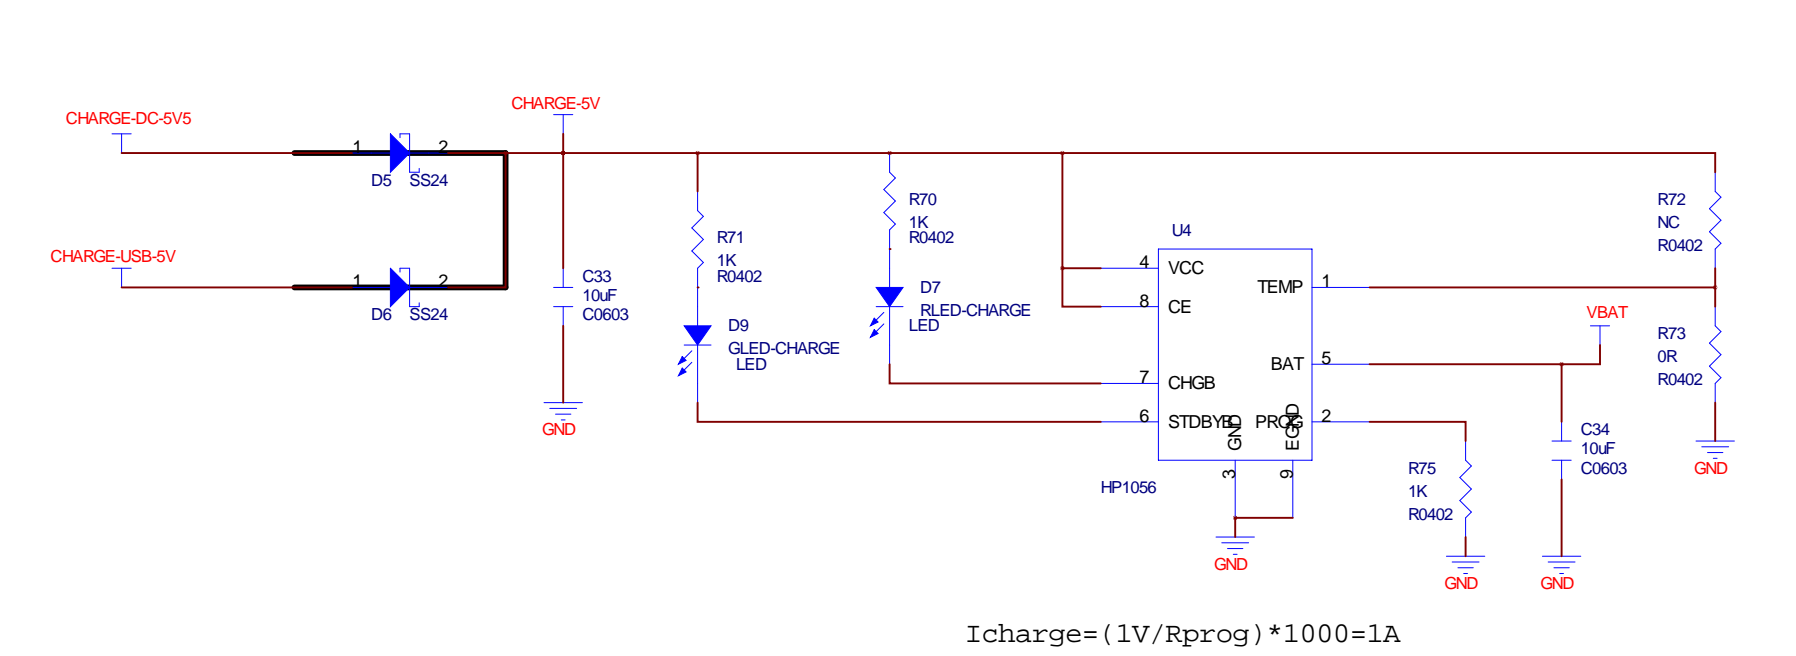 CHARGE-DC-5V5
CHARGE-5V
1
2
D5
SS24
CHARGE-USB-5V
1
2
D6
SS24
C33
10uF
C0603
GND
R71
1K
R0402
D9
GLED-CHARGE
LED
R70
1K
R0402
D7
RLED-CHARGE
LED
U4
4
VCC
8
CE
7
CHGB
6
STDBYB
TEMP
1
BAT
5
PROG
2
GND
3
EGND
9
HP1056
GND
R72
NC
R0402
VBAT
R73
0R
R0402
GND
C34
10uF
C0603
GND
R75
1K
R0402
GND
Icharge=(1V/Rprog)*1000=1A